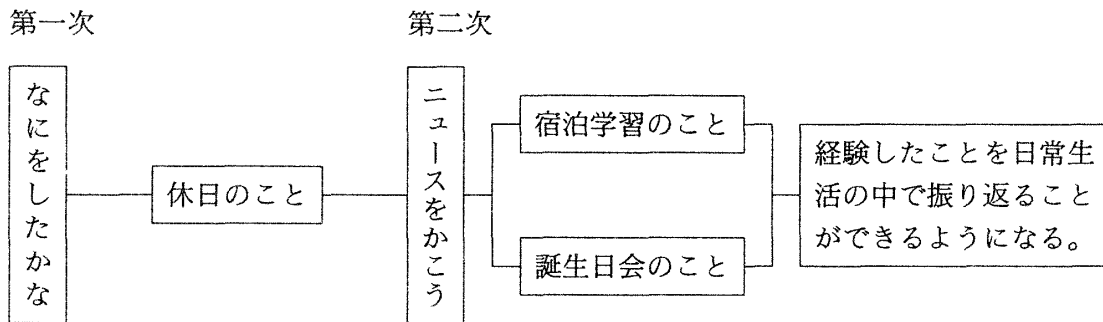 第一次
第二次
なにをしたかな
休日のこと
ニュースをかこう
宿泊学習のこと
誕生日会のこと
経験したことを日常生
活の中で振り返ること
ができるようになる。